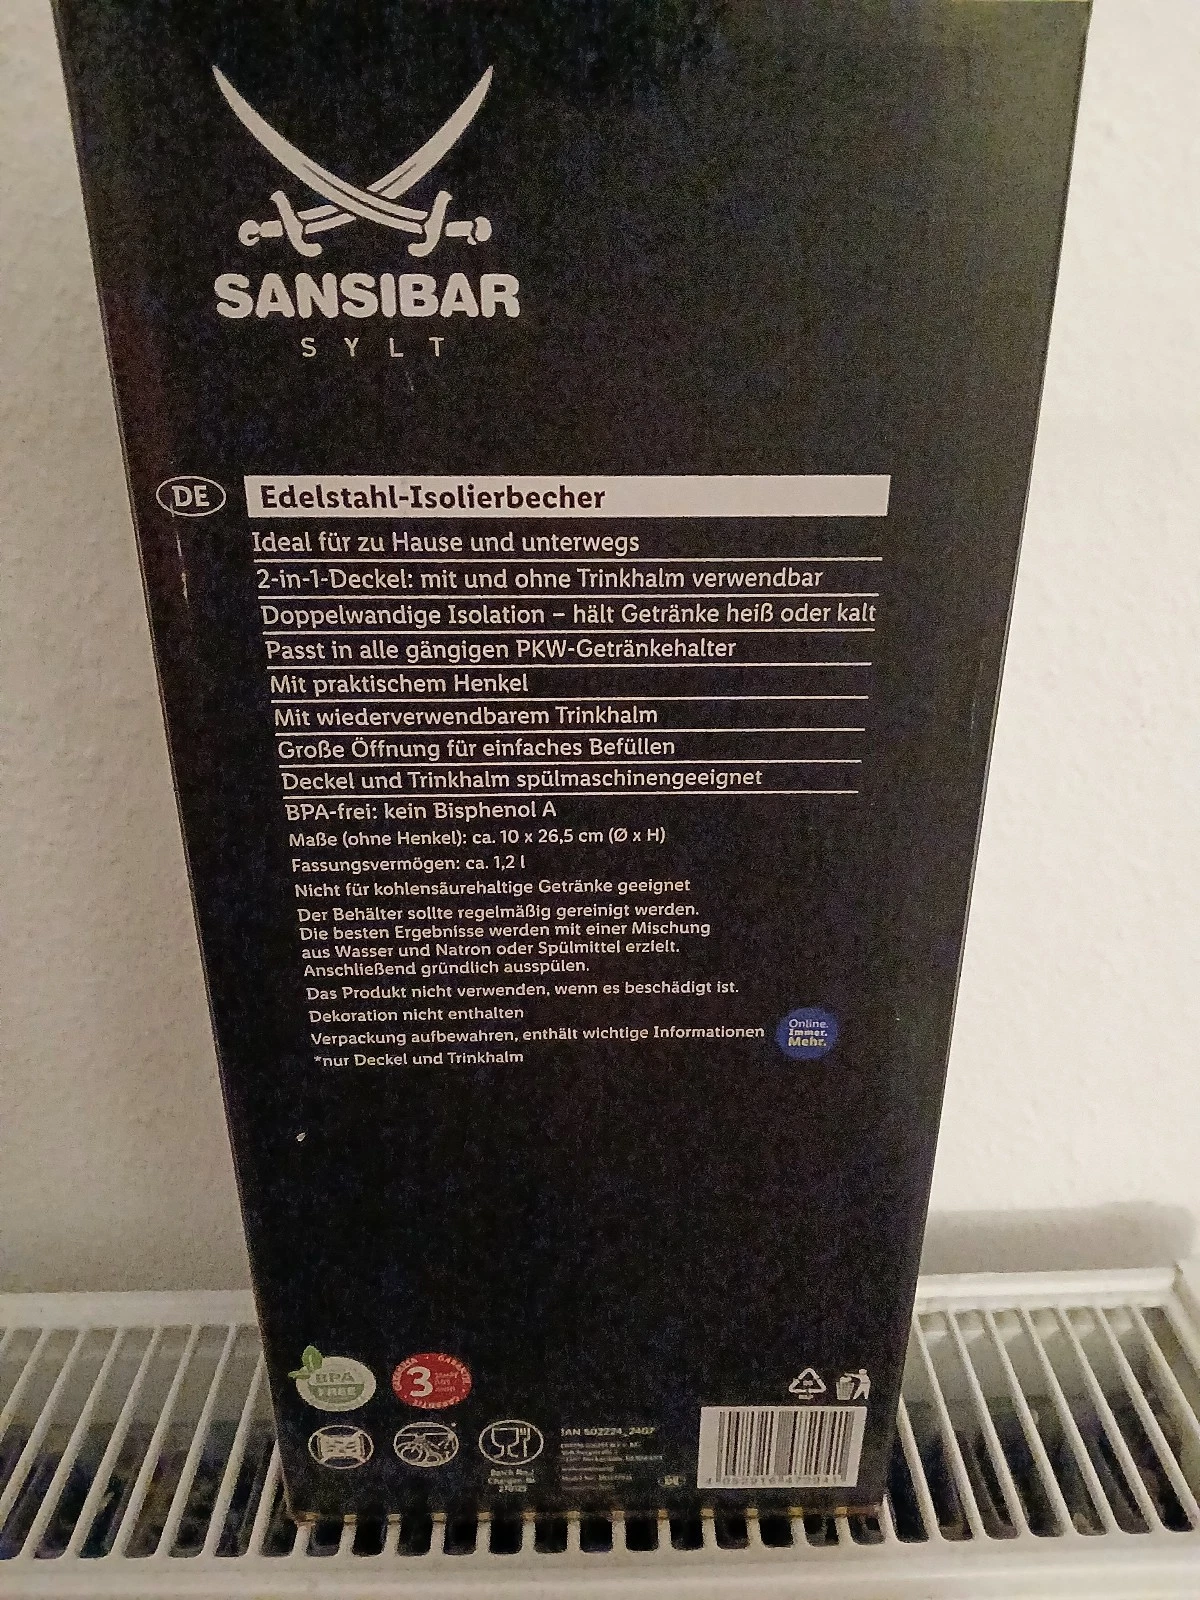 SANSIBAR
SYLT
DE Edelstahl-Isolierbecher
Ideal für zu Hause und unterwegs
2-in-1-Deckel: mit und ohne Trinkhalm verwendbar
Doppelwandige Isolation – hält Getränke heiß oder kalt
Passt in alle gängigen PKW-Getränkehalter
Mit praktischem Henkel
Mit wiederverwendbarem Trinkhalm
Große Öffnung für einfaches Befüllen
Deckel und Trinkhalm spülmaschinengeeignet
BPA-frei: kein Bisphenol A
Maße (ohne Henkel): ca. 10 x 26,5 cm (Ø x H)
Fassungsvermögen: ca. 1,2 l
Nicht für kohlensäurehaltige Getränke geeignet
Der Behälter sollte regelmäßig gereinigt werden.
Die besten Ergebnisse werden mit einer Mischung
aus Wasser und Natron oder Spülmittel erzielt.
Anschließend gründlich ausspülen.
Das Produkt nicht verwenden, wenn es beschädigt ist.
Dekoration nicht enthalten
Verpackung aufbewahren, enthält wichtige Informationen
Online.
Immer.
Mehr.
*nur Deckel und Trinkhalm
BPA
FREE
3
IAN 502224_2407